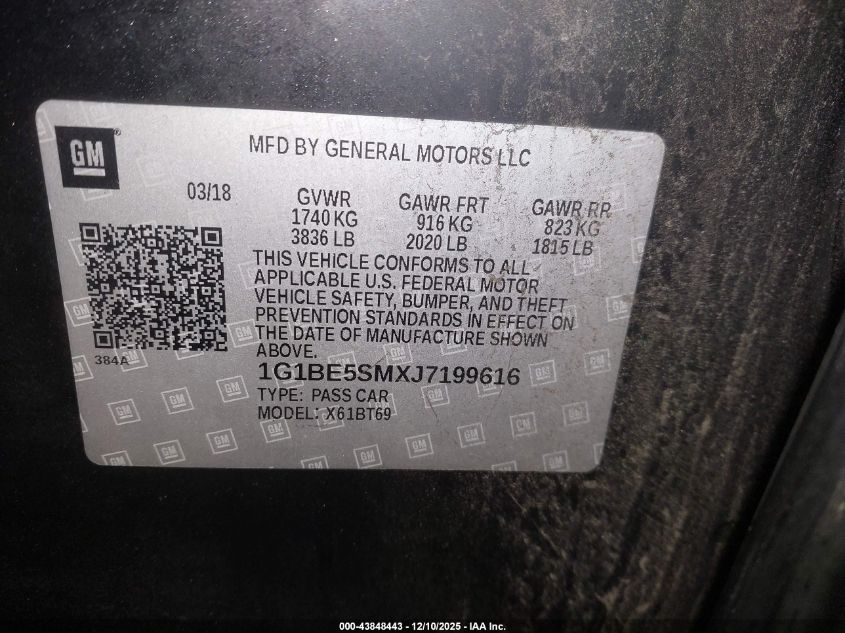 GM
MFD BY GENERAL MOTORS LLC
03/18
GVWR GAWR FRT GAWR RR
1740 KG 916 KG 823 KG
3836 LB 2020 LB 1815 LB
THIS VEHICLE CONFORMS TO ALL
APPLICABLE U.S. FEDERAL MOTOR
VEHICLE SAFETY, BUMPER, AND THEFT
PREVENTION STANDARDS IN EFFECT ON
THE DATE OF MANUFACTURE SHOWN
ABOVE.
384A
1G1BE5SMXJ7199616
TYPE: PASS CAR
MODEL: X61BT69
000-43848443 - 12/10/2025 - IAA Inc.